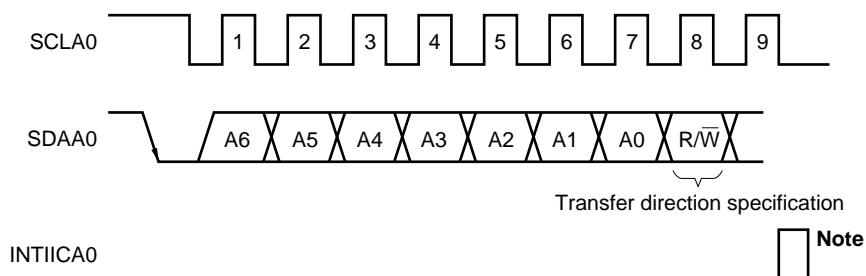 SCLA0 1 2 3 4 5 6 7 8 9
SDAA0 A6 A5 A4 A3 A2 A1 A0 R/W̅
Transfer direction specification
INTIICA0 Note